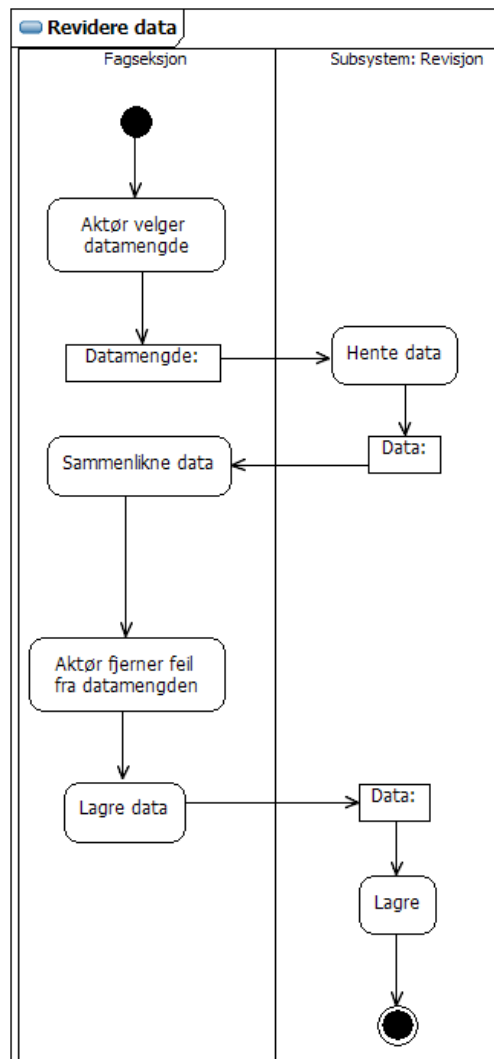 Revidere data
Fagseksjon
Subsystem: Revisjon
Aktør velger
datamengde
Datamengde:
Hente data
Data:
Sammenlikne data
Aktør fjerner feil
fra datamengden
Lagre data
Data:
Lagre